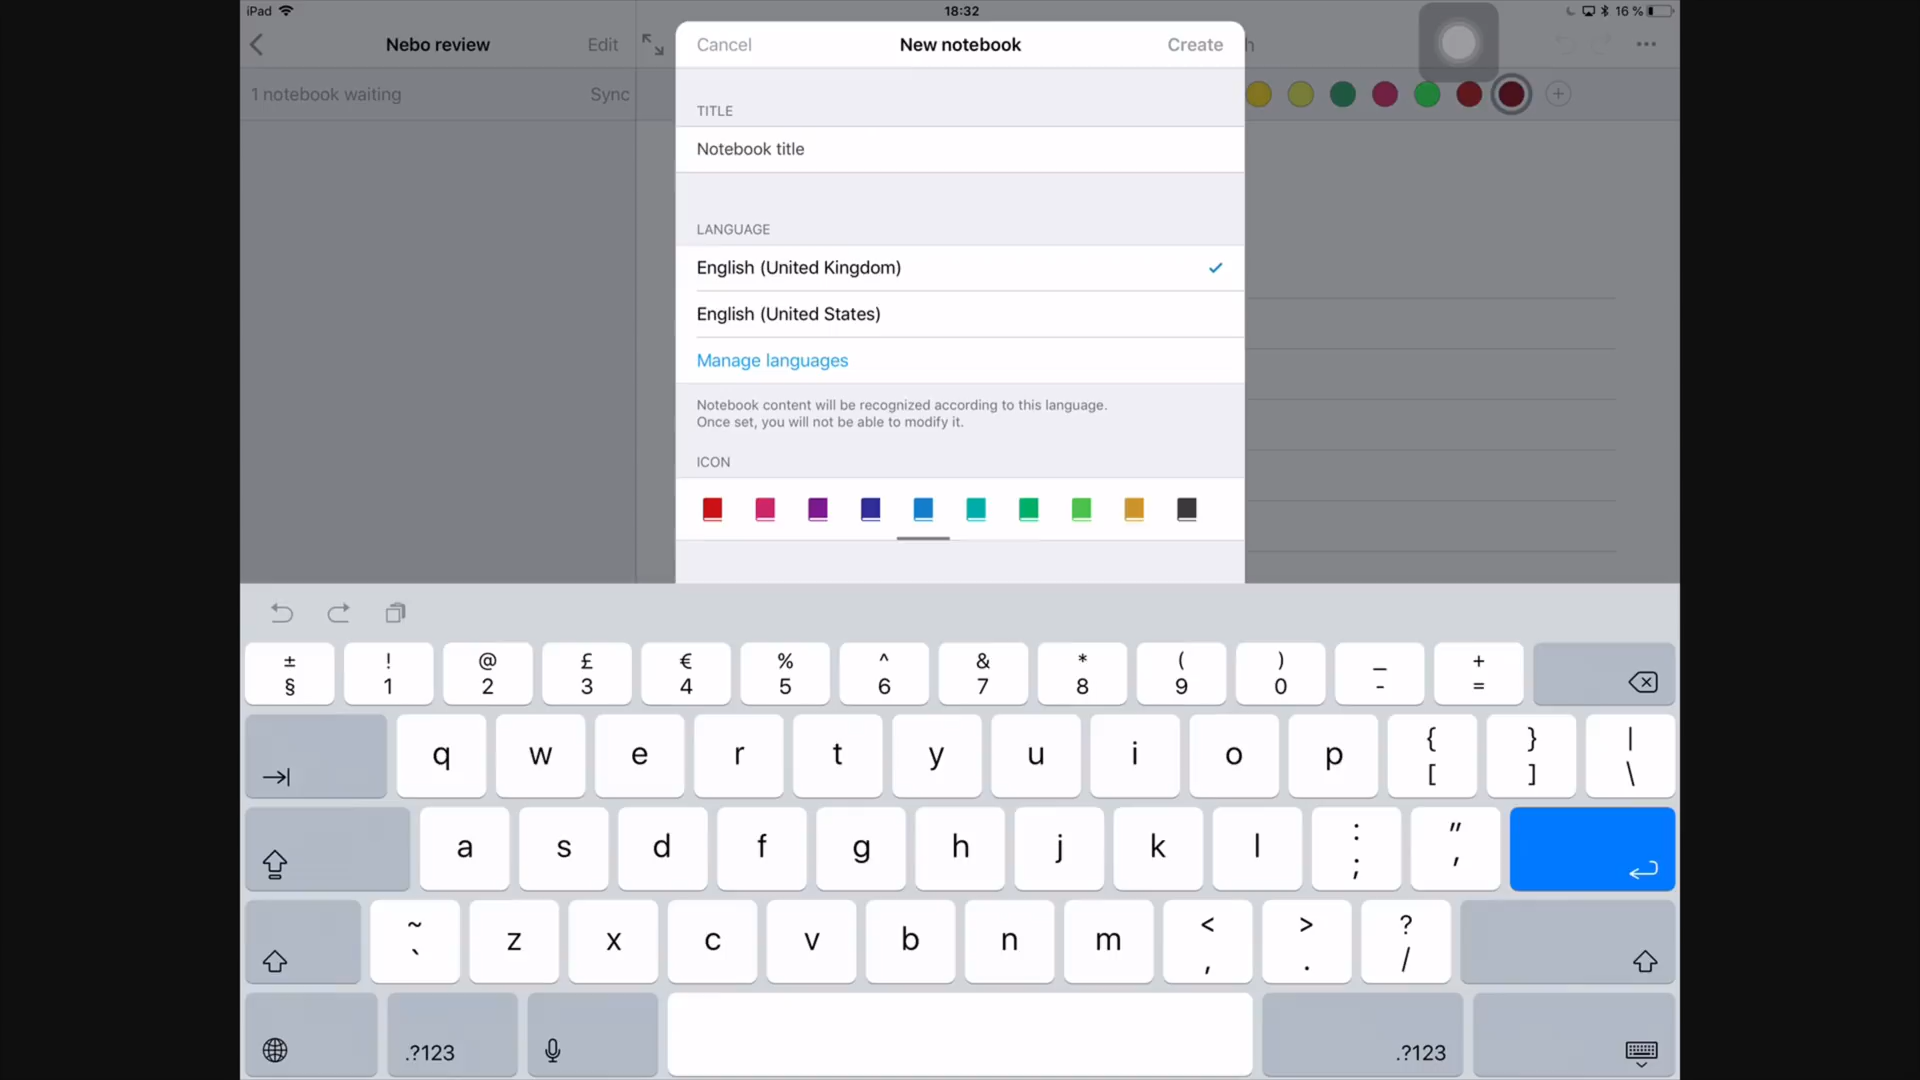 iPad 18:32 16 %
Nebo review Edit
Cancel New notebook Create
1 notebook waiting Sync
TITLE
Notebook title
LANGUAGE
English (United Kingdom)
English (United States)
Manage languages
Notebook content will be recognized according to this language.
Once set, you will not be able to modify it.
ICON
± ! @ £ € % ^ & * ( ) _ +
§ 1 2 3 4 5 6 7 8 9 0 - =
q w e r t y u i o p { } |
[ ] \
a s d f g h j k l : "
; '
~ z x c v b n m < > ?
` , . /
.?123 .?123